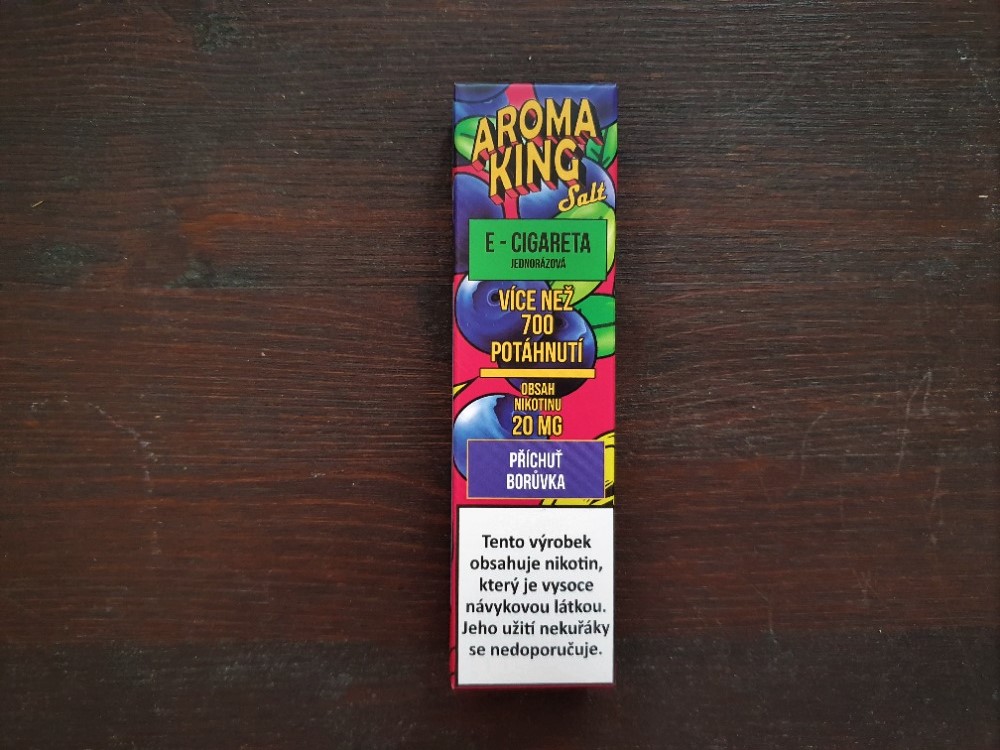 AROMA
KING
Salt
E - CIGARETA
JEDNORÁZOVÁ
VÍCE NEŽ
700
POTÁHNUTÍ
OBSAH
NIKOTINU
20 MG
PŘÍCHUŤ
BORŮVKA
Tento výrobek
obsahuje nikotin,
který je vysoce
návykovou látkou.
Jeho užití nekuřáky
se nedoporučuje.